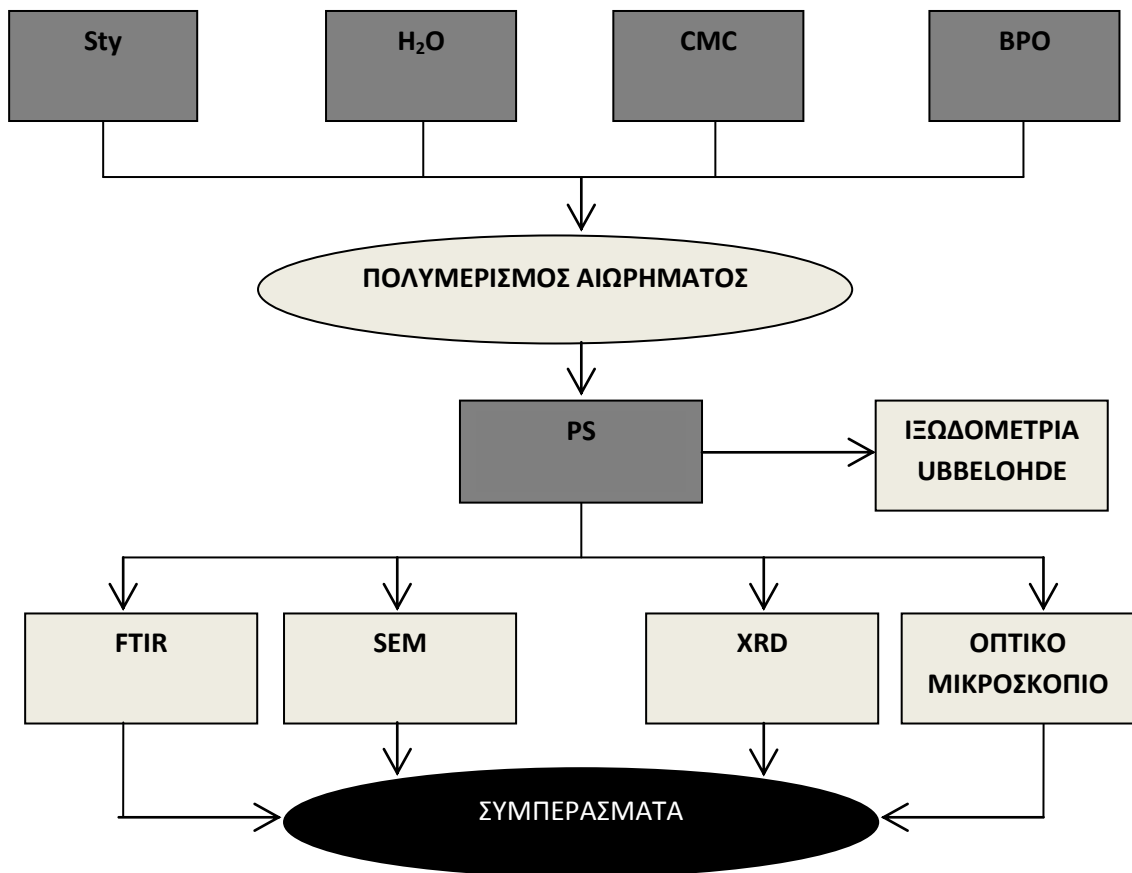 Sty
H₂O
CMC
BPO
ΠΟΛΥΜΕΡΙΣΜΟΣ ΑΙΩΡΗΜΑΤΟΣ
PS
ΙΞΩΔΟΜΕΤΡΙΑ
UBBELOHDE
FTIR
SEM
XRD
ΟΠΤΙΚΟ
ΜΙΚΡΟΣΚΟΠΙΟ
ΣΥΜΠΕΡΑΣΜΑΤΑ